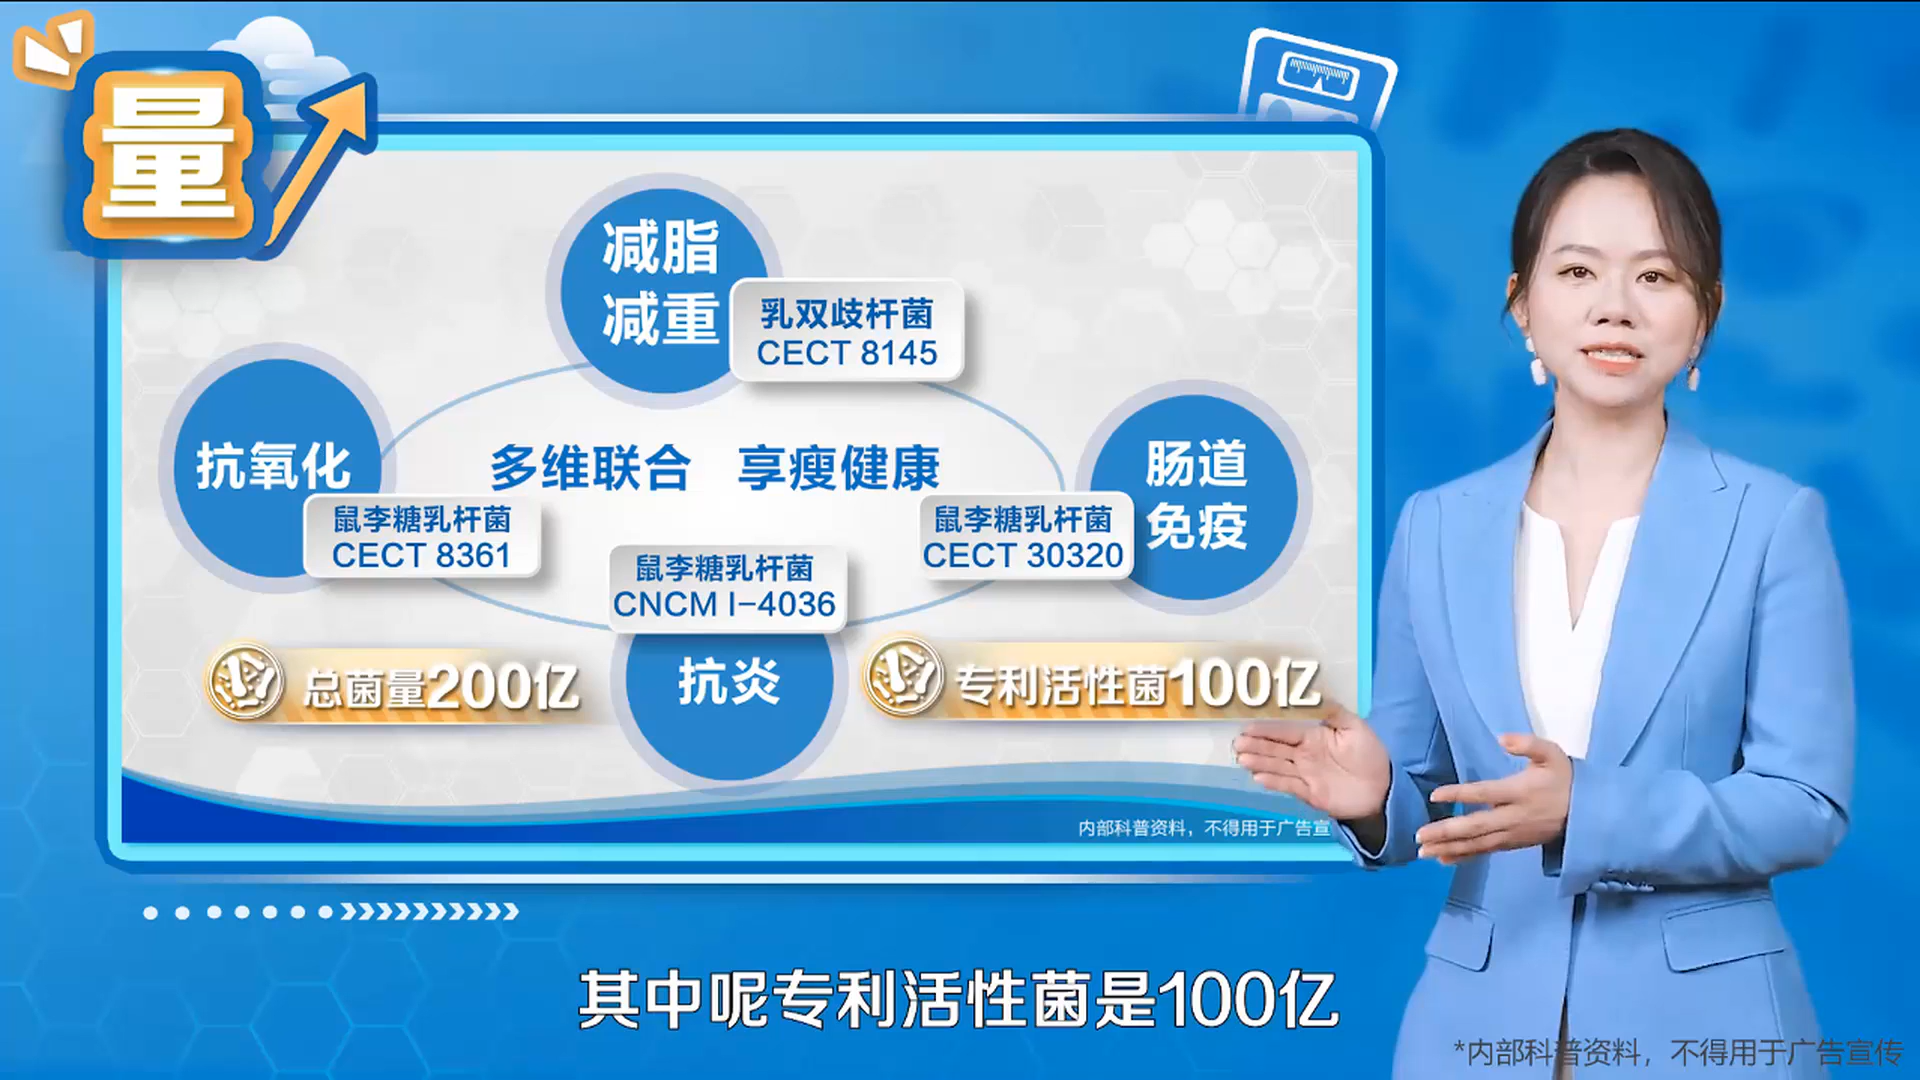 量
减脂
减重
乳双歧杆菌
CECT 8145
抗氧化
多维联合 享瘦健康
肠道
免疫
鼠李糖乳杆菌
CECT 8361
鼠李糖乳杆菌
CECT 30320
鼠李糖乳杆菌
CNCM I-4036
总菌量200亿
抗炎
专利活性菌100亿
内部科普资料，不得用于广告宣
其中呢专利活性菌是100亿
*内部科普资料，不得用于广告宣传